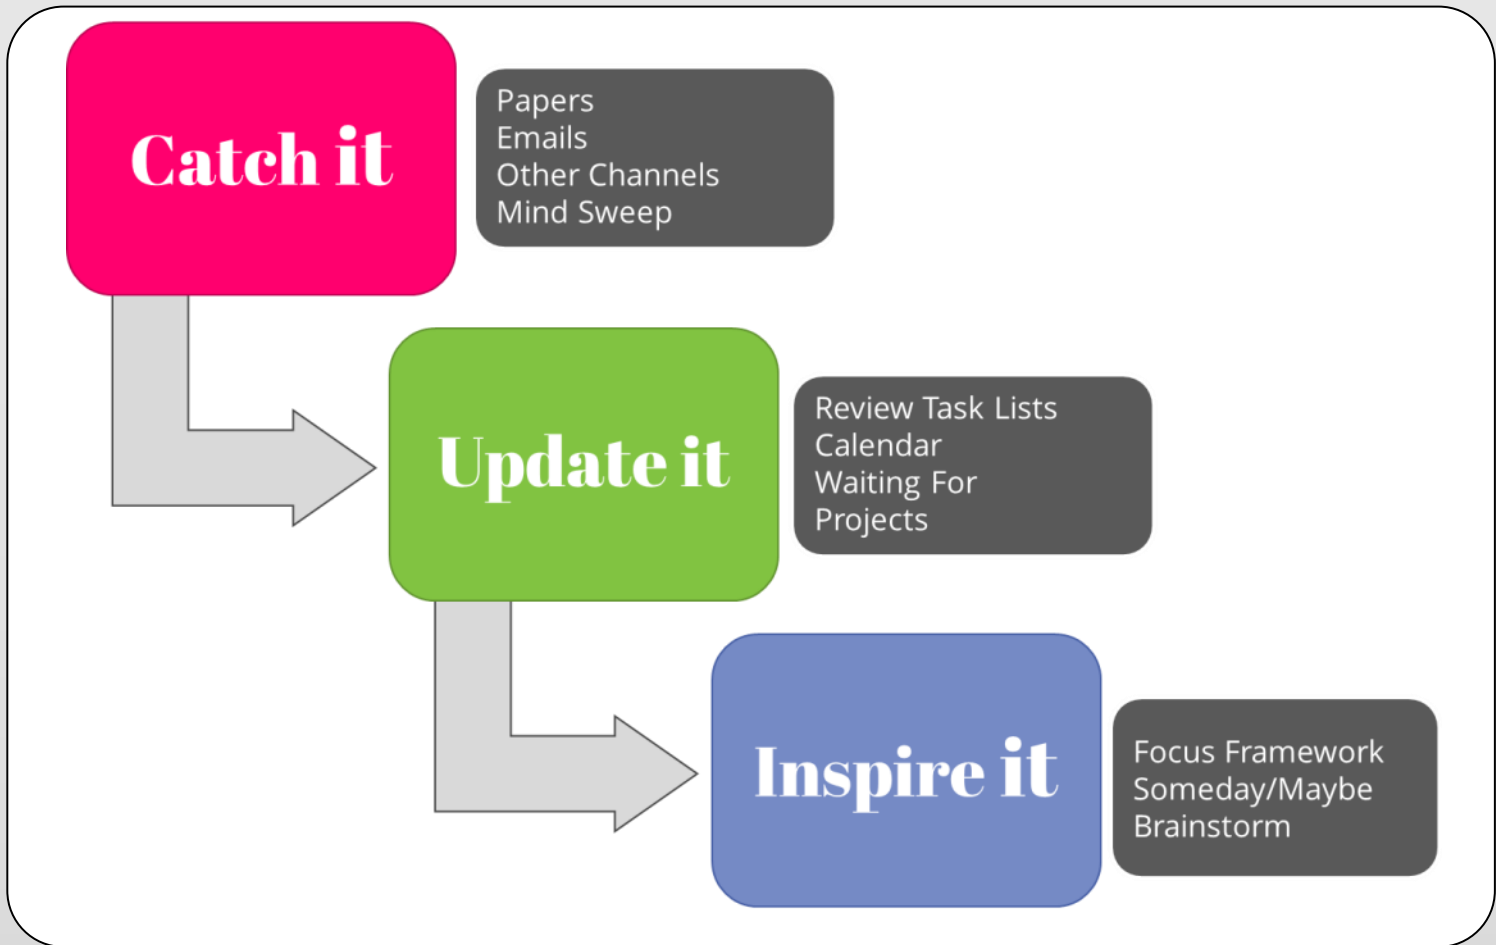 Catch it
Papers
Emails
Other Channels
Mind Sweep
Update it
Review Task Lists
Calendar
Waiting For
Projects
Inspire it
Focus Framework
Someday/Maybe
Brainstorm